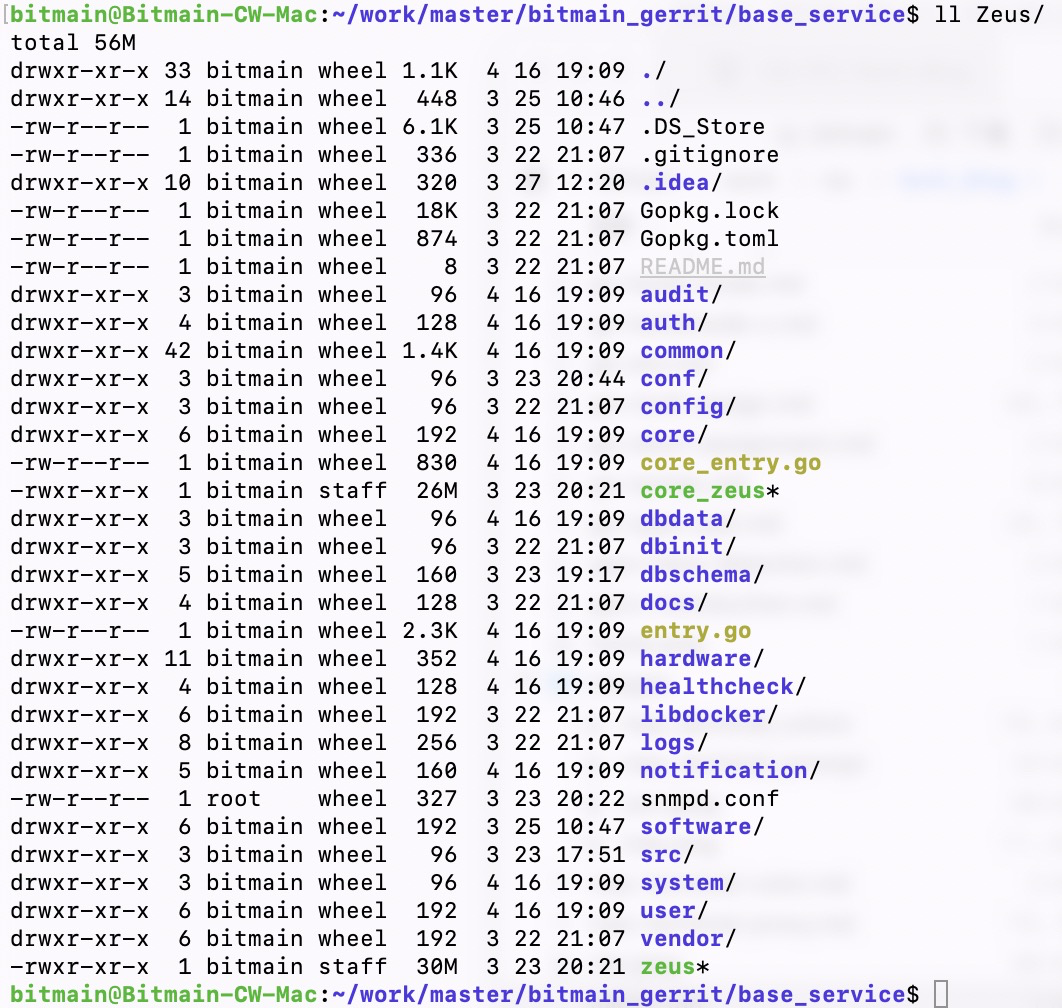 [bitmain@Bitmain-CW-Mac:~/work/master/bitmain_gerrit/base_service$ ll Zeus/
total 56M
drwxr-xr-x 33 bitmain wheel 1.1K  4 16 19:09 ./
drwxr-xr-x 14 bitmain wheel  448  3 25 10:46 ../
-rw-r--r--  1 bitmain wheel 6.1K  3 25 10:47 .DS_Store
-rw-r--r--  1 bitmain wheel  336  3 22 21:07 .gitignore
drwxr-xr-x 10 bitmain wheel  320  3 27 12:20 .idea/
-rw-r--r--  1 bitmain wheel  18K  3 22 21:07 Gopkg.lock
-rw-r--r--  1 bitmain wheel  874  3 22 21:07 Gopkg.toml
-rw-r--r--  1 bitmain wheel    8  3 22 21:07 README.md
drwxr-xr-x  3 bitmain wheel   96  4 16 19:09 audit/
drwxr-xr-x  4 bitmain wheel  128  4 16 19:09 auth/
drwxr-xr-x 42 bitmain wheel 1.4K  4 16 19:09 common/
drwxr-xr-x  3 bitmain wheel   96  3 23 20:44 conf/
drwxr-xr-x  3 bitmain wheel   96  3 22 21:07 config/
drwxr-xr-x  6 bitmain wheel  192  4 16 19:09 core/
-rw-r--r--  1 bitmain wheel  830  4 16 19:09 core_entry.go
-rwxr-xr-x  1 bitmain staff  26M  3 23 20:21 core_zeus*
drwxr-xr-x  3 bitmain wheel   96  4 16 19:09 dbdata/
drwxr-xr-x  3 bitmain wheel   96  3 22 21:07 dbinit/
drwxr-xr-x  5 bitmain wheel  160  3 23 19:17 dbschema/
drwxr-xr-x  4 bitmain wheel  128  3 22 21:07 docs/
-rw-r--r--  1 bitmain wheel 2.3K  4 16 19:09 entry.go
drwxr-xr-x 11 bitmain wheel  352  4 16 19:09 hardware/
drwxr-xr-x  4 bitmain wheel  128  4 16 19:09 healthcheck/
drwxr-xr-x  6 bitmain wheel  192  3 22 21:07 libdocker/
drwxr-xr-x  8 bitmain wheel  256  3 22 21:07 logs/
drwxr-xr-x  5 bitmain wheel  160  4 16 19:09 notification/
-rw-r--r--  1 root    wheel  327  3 23 20:22 snmpd.conf
drwxr-xr-x  6 bitmain wheel  192  3 25 10:47 software/
drwxr-xr-x  3 bitmain wheel   96  3 23 17:51 src/
drwxr-xr-x  3 bitmain wheel   96  4 16 19:09 system/
drwxr-xr-x  6 bitmain wheel  192  4 16 19:09 user/
drwxr-xr-x  6 bitmain wheel  192  3 22 21:07 vendor/
-rwxr-xr-x  1 bitmain staff  30M  3 23 20:21 zeus*
bitmain@Bitmain-CW-Mac:~/work/master/bitmain_gerrit/base_service$